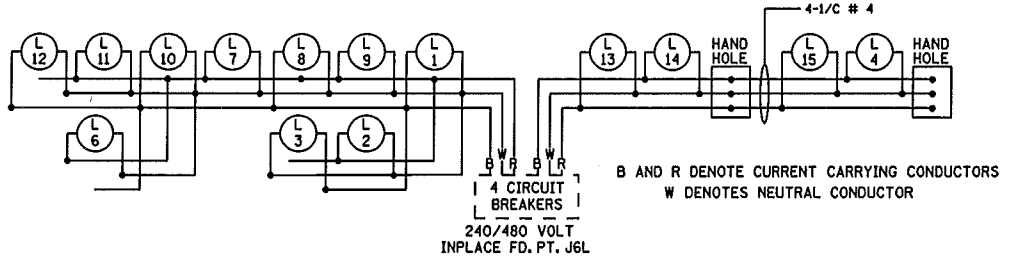 4-1/C # 4
L 12
L 11
L 10
L 7
L 8
L 9
L 1
L 13
L 14
HAND HOLE
L 15
L 4
HAND HOLE
L 6
L 3
L 2
B W R
B W R
4 CIRCUIT
BREAKERS
240/480 VOLT
INPLACE FD. PT. J6L
B AND R DENOTE CURRENT CARRYING CONDUCTORS
W DENOTES NEUTRAL CONDUCTOR